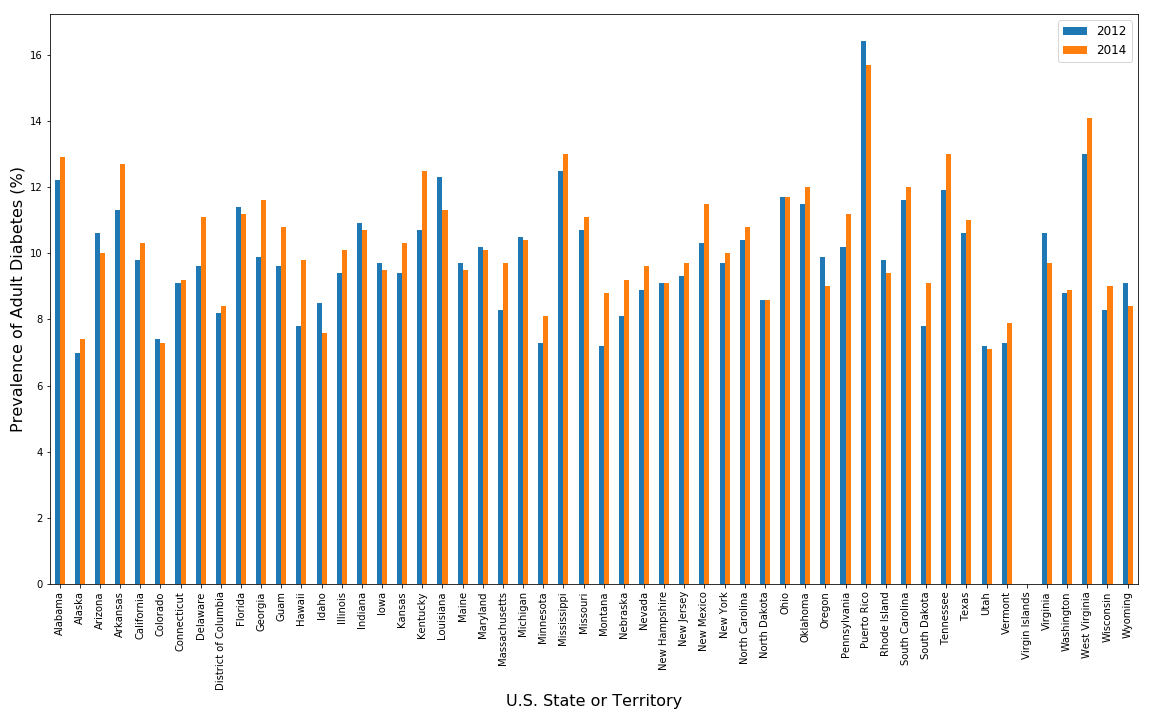 2012
2014
Prevalence of Adult Diabetes (%)
16
14
12
10
8
6
4
2
0
Alabama
Alaska
Arizona
Arkansas
California
Colorado
Connecticut
Delaware
District of Columbia
Florida
Georgia
Guam
Hawaii
Idaho
Illinois
Indiana
Iowa
Kansas
Kentucky
Louisiana
Maine
Maryland
Massachusetts
Michigan
Minnesota
Mississippi
Missouri
Montana
Nebraska
Nevada
New Hampshire
New Jersey
New Mexico
New York
North Carolina
North Dakota
Ohio
Oklahoma
Oregon
Pennsylvania
Puerto Rico
Rhode Island
South Carolina
South Dakota
Tennessee
Texas
Utah
Vermont
Virgin Islands
Virginia
Washington
West Virginia
Wisconsin
Wyoming
U.S. State or Territory